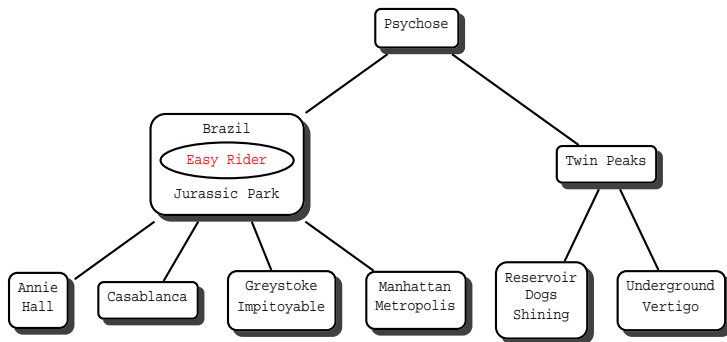 Psychose
Brazil
Easy Rider
Jurassic Park
Twin Peaks
Annie
Hall
Casablanca
Greystoke
Impitoyable
Manhattan
Metropolis
Reservoir
Dogs
Shining
Underground
Vertigo